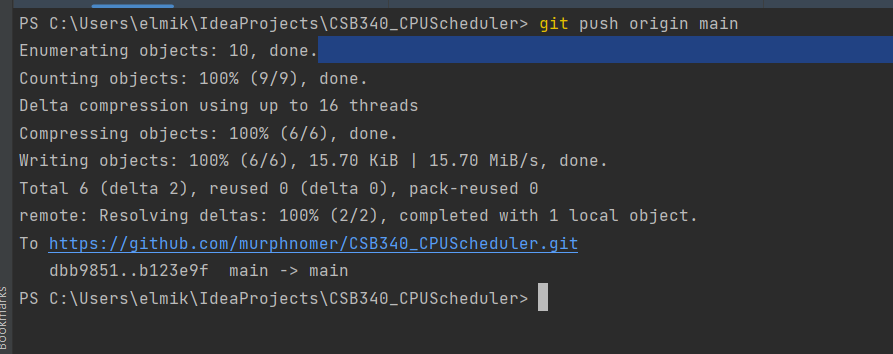 PS C:\Users\elmik\IdeaProjects\CSB340_CPUScheduler> git push origin main
Enumerating objects: 10, done.
Counting objects: 100% (9/9), done.
Delta compression using up to 16 threads
Compressing objects: 100% (6/6), done.
Writing objects: 100% (6/6), 15.70 KiB | 15.70 MiB/s, done.
Total 6 (delta 2), reused 0 (delta 0), pack-reused 0
remote: Resolving deltas: 100% (2/2), completed with 1 local object.
To https://github.com/murphnomer/CSB340_CPUScheduler.git
   dbb9851..b123e9f  main -> main
PS C:\Users\elmik\IdeaProjects\CSB340_CPUScheduler>
Bookmarks